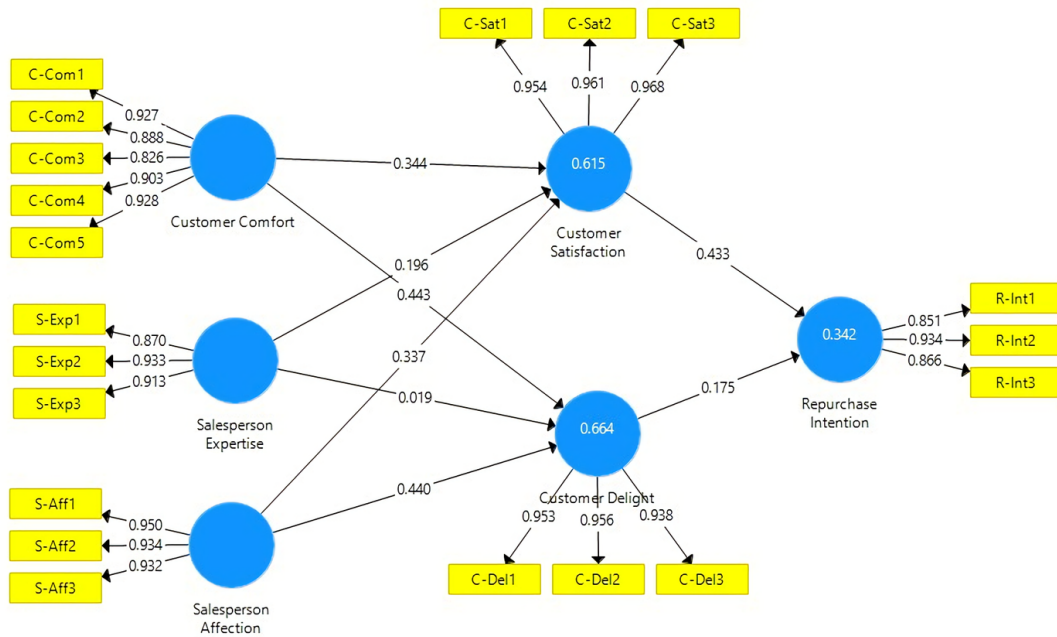 C-Sat1
C-Sat2
C-Sat3
0.954
0.961
0.968
C-Com1
C-Com2
C-Com3
C-Com4
C-Com5
0.927
0.888
0.826
0.903
0.928
Customer Comfort
0.344
0.615
Customer
Satisfaction
0.196
0.443
0.433
S-Exp1
S-Exp2
S-Exp3
0.870
0.933
0.913
Salesperson
Expertise
0.337
0.019
0.342
Repurchase
Intention
0.851
0.934
0.866
R-Int1
R-Int2
R-Int3
0.175
0.664
Customer Delight
0.440
S-Aff1
S-Aff2
S-Aff3
0.950
0.934
0.932
Salesperson
Affection
0.953
0.956
0.938
C-Del1
C-Del2
C-Del3